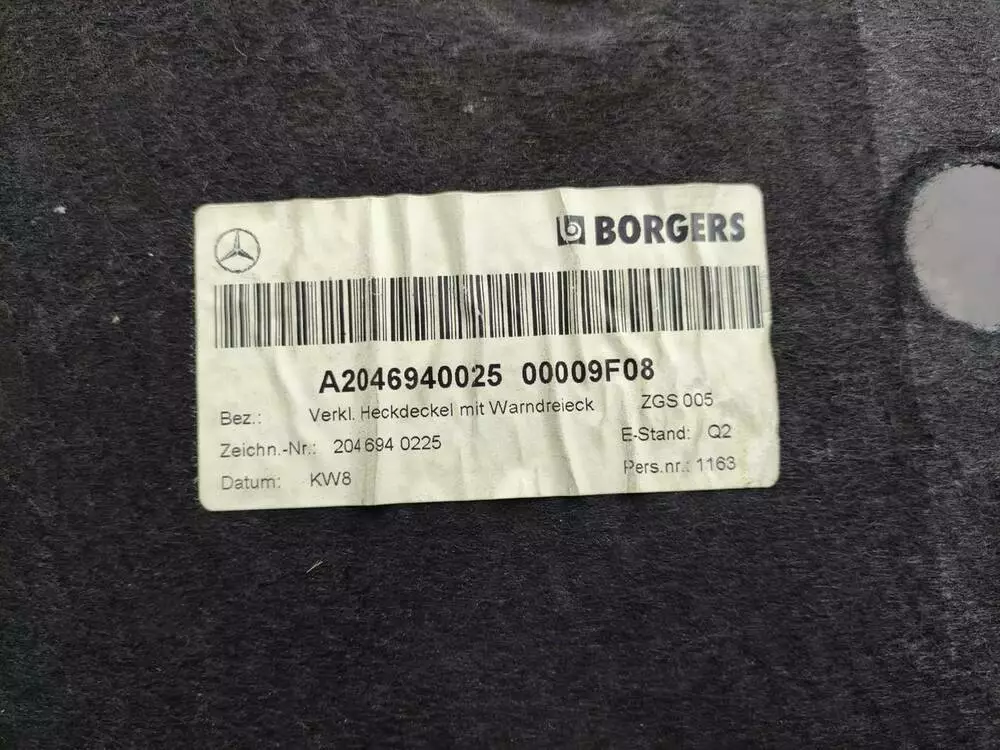 BORGERS
A2046940025 00009F08
Bez.: Verkl. Heckdeckel mit Warndreieck ZGS 005
Zeichn.-Nr.: 204 694 0225 E-Stand: Q2
Datum: KW8 Pers.nr.: 1163